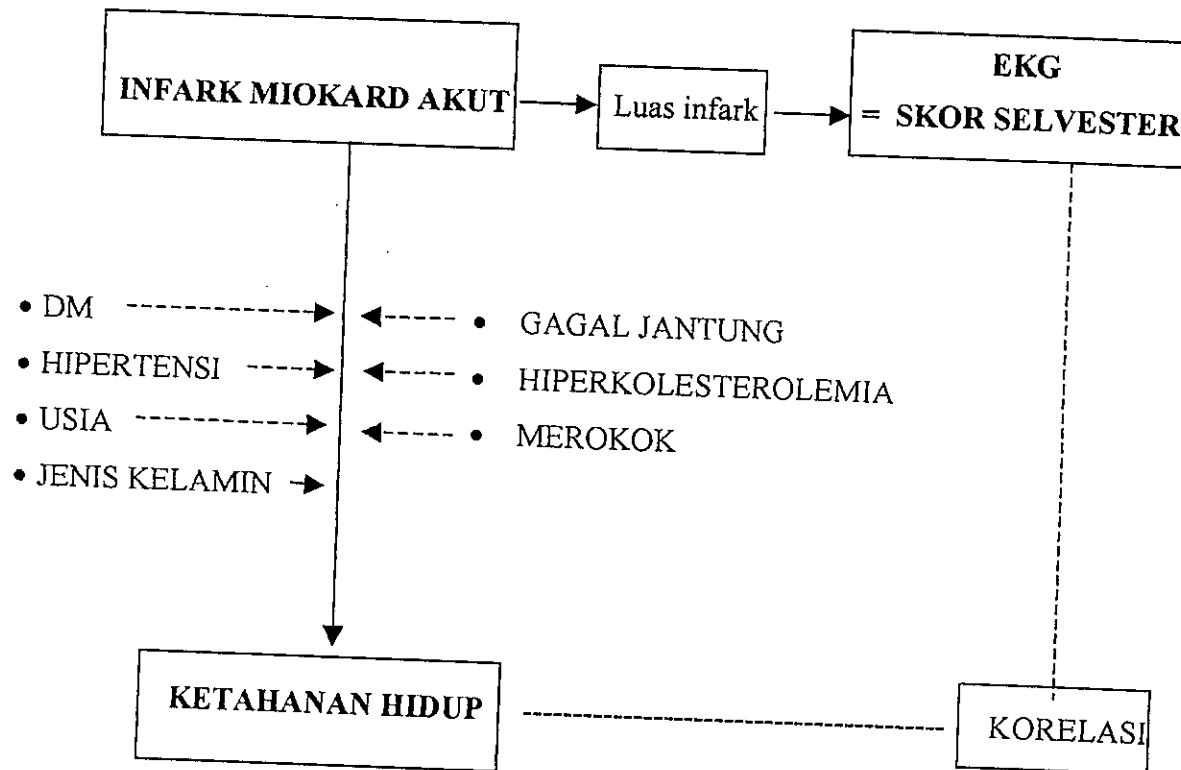 INFARK MIOKARD AKUT
Luas infark
EKG
= SKOR SELVESTER
• DM
• HIPERTENSI
• USIA
• JENIS KELAMIN
• GAGAL JANTUNG
• HIPERKOLESTEROLEMIA
• MEROKOK
KETAHANAN HIDUP
KORELASI